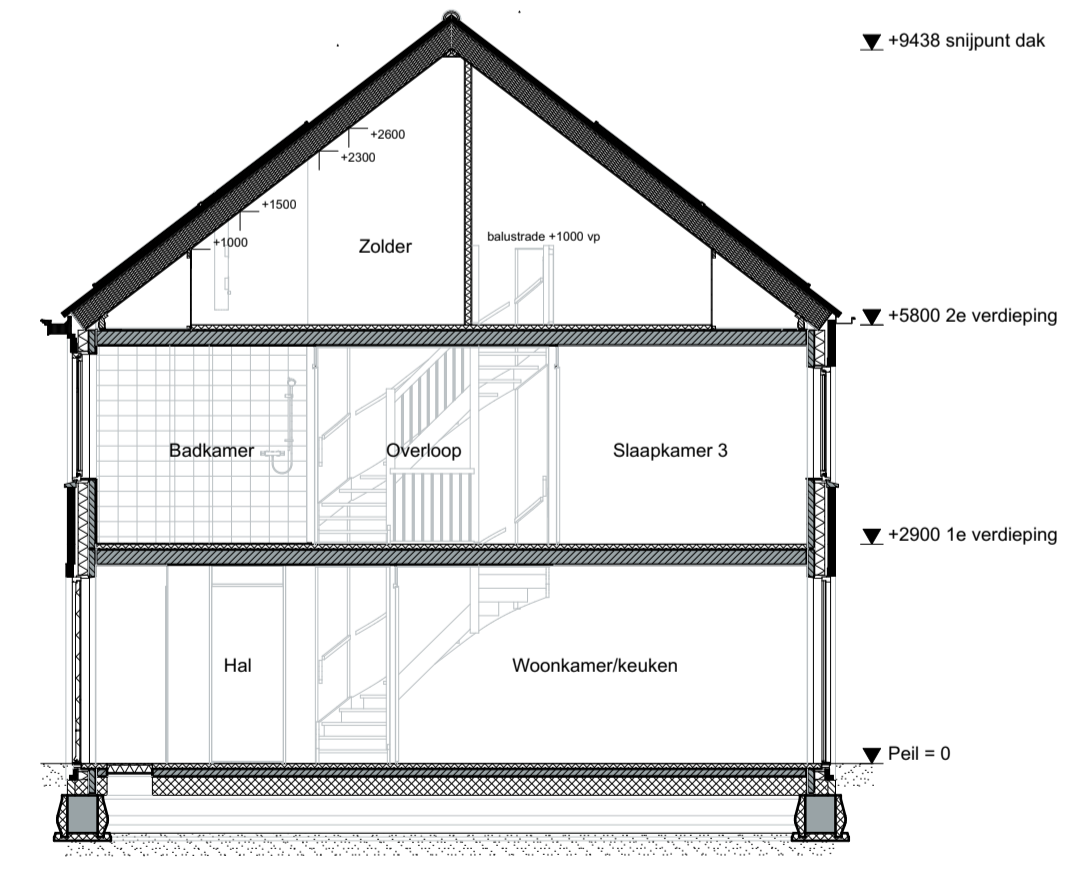 +9438 snijpunt dak
+2600
+2300
+1500
+1000
Zolder
balustrade +1000 vp
+5800 2e verdieping
Badkamer
Overloop
Slaapkamer 3
+2900 1e verdieping
Hal
Woonkamer/keuken
Peil = 0